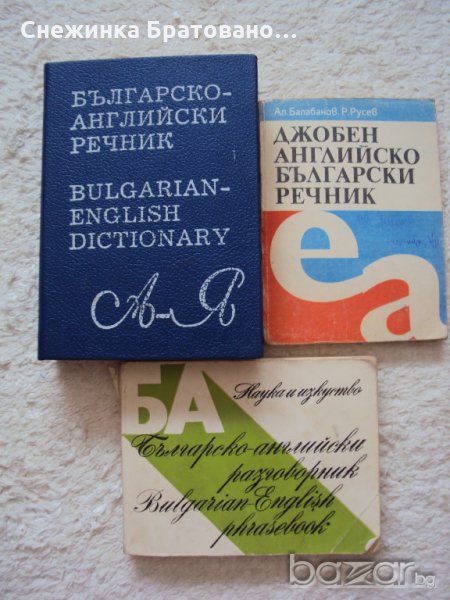 Снежинка Братовано...
БЪЛГАРСКО-
АНГЛИЙСКИ
РЕЧНИК
BULGARIAN-
ENGLISH
DICTIONARY
А-Я
Ал. Балабанов. Р. Русев
ДЖОБЕН
АНГЛИЙСКО
БЪЛГАРСКИ
РЕЧНИК
еа
БА
Наука и изкуство
Българско-английски
разговорник
Bulgarian-English
phrasebook
bazar.bg